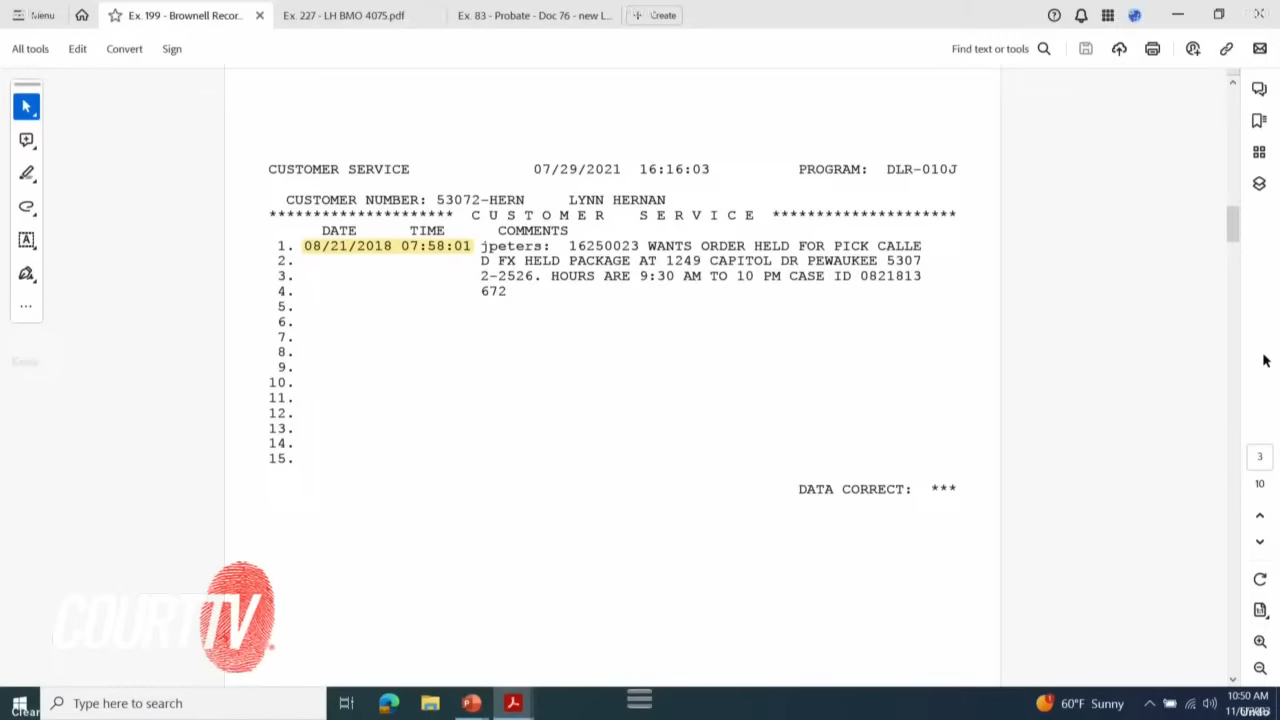 Menu
Ex. 199 - Brownell Recor...
Ex. 227 - LH BMO 4075.pdf
Ex. 83 - Probate - Doc 76 - new L...
Create
All tools
Edit
Convert
Sign
Find text or tools
CUSTOMER SERVICE 07/29/2021 16:16:03 PROGRAM: DLR-010J
CUSTOMER NUMBER: 53072-HERN LYNN HERNAN
********************* C U S T O M E R S E R V I C E *********************
DATE TIME COMMENTS
1. 08/21/2018 07:58:01 jpeters: 16250023 WANTS ORDER HELD FOR PICK CALLE
2. D FX HELD PACKAGE AT 1249 CAPITOL DR PEWAUKEE 5307
3. 2-2526. HOURS ARE 9:30 AM TO 10 PM CASE ID 0821813
4. 672
5.
6.
7.
8.
9.
10.
11.
12.
13.
14.
15.
DATA CORRECT: ***
3
10
COURT TV
Clear
Type here to search
60°F Sunny
10:50 AM
Undo